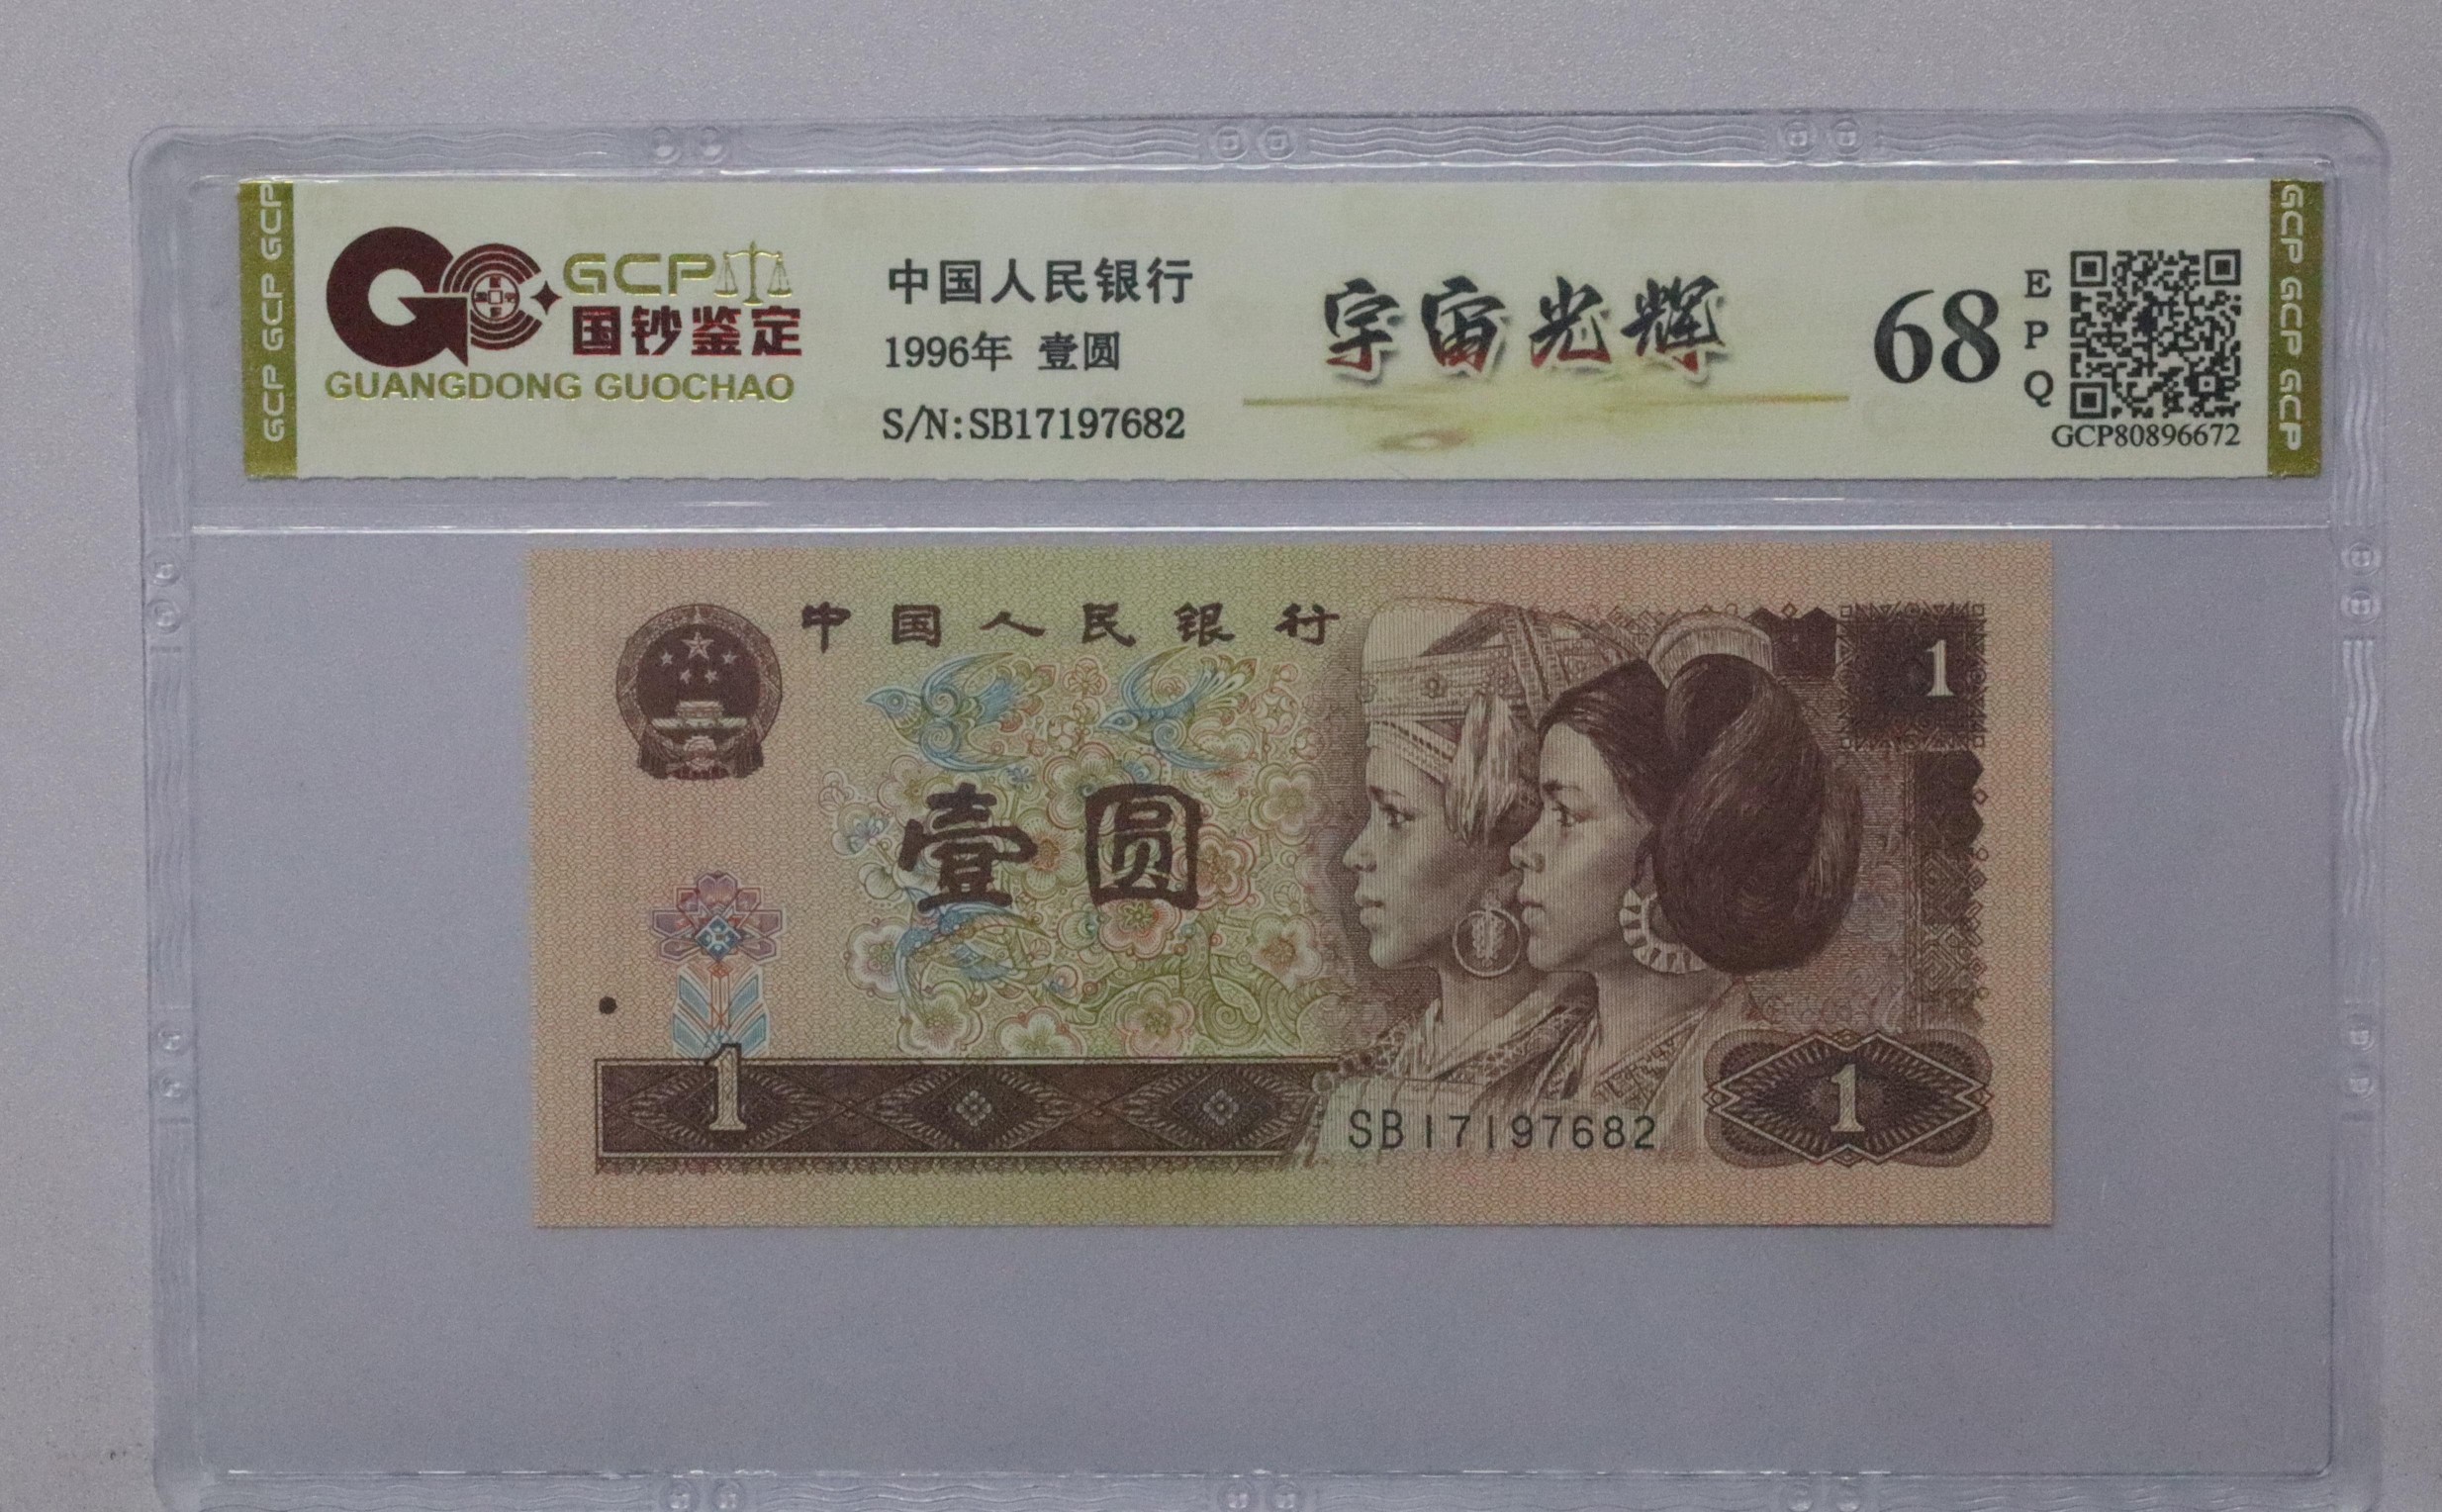 GCP GCP GCP
GCP
国钞鉴定
GUANGDONG GUOCHAO
中国人民银行
1996年 壹圆
S/N:SB17197682
宇宙光辉
68
EPQ
GCP80896672
GCP GCP GCP
中国人民银行
1
壹圆
1
SB17197682
1